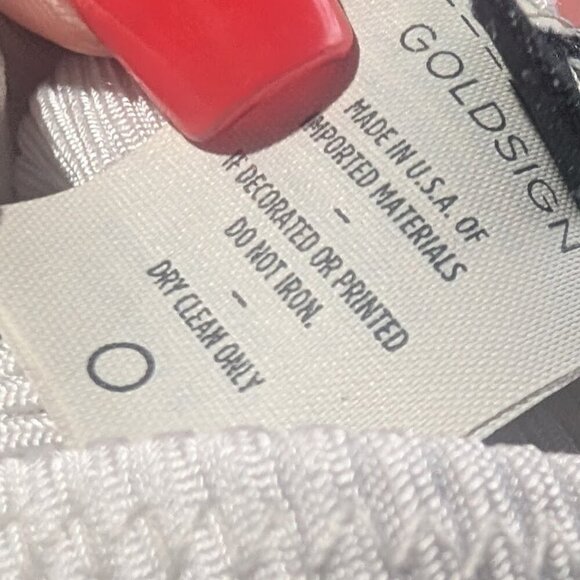 GOLDSIGN
MADE IN U.S.A. OF
IMPORTED MATERIALS
–
IF DECORATED OR PRINTED
DO NOT IRON.
–
DRY CLEAN ONLY